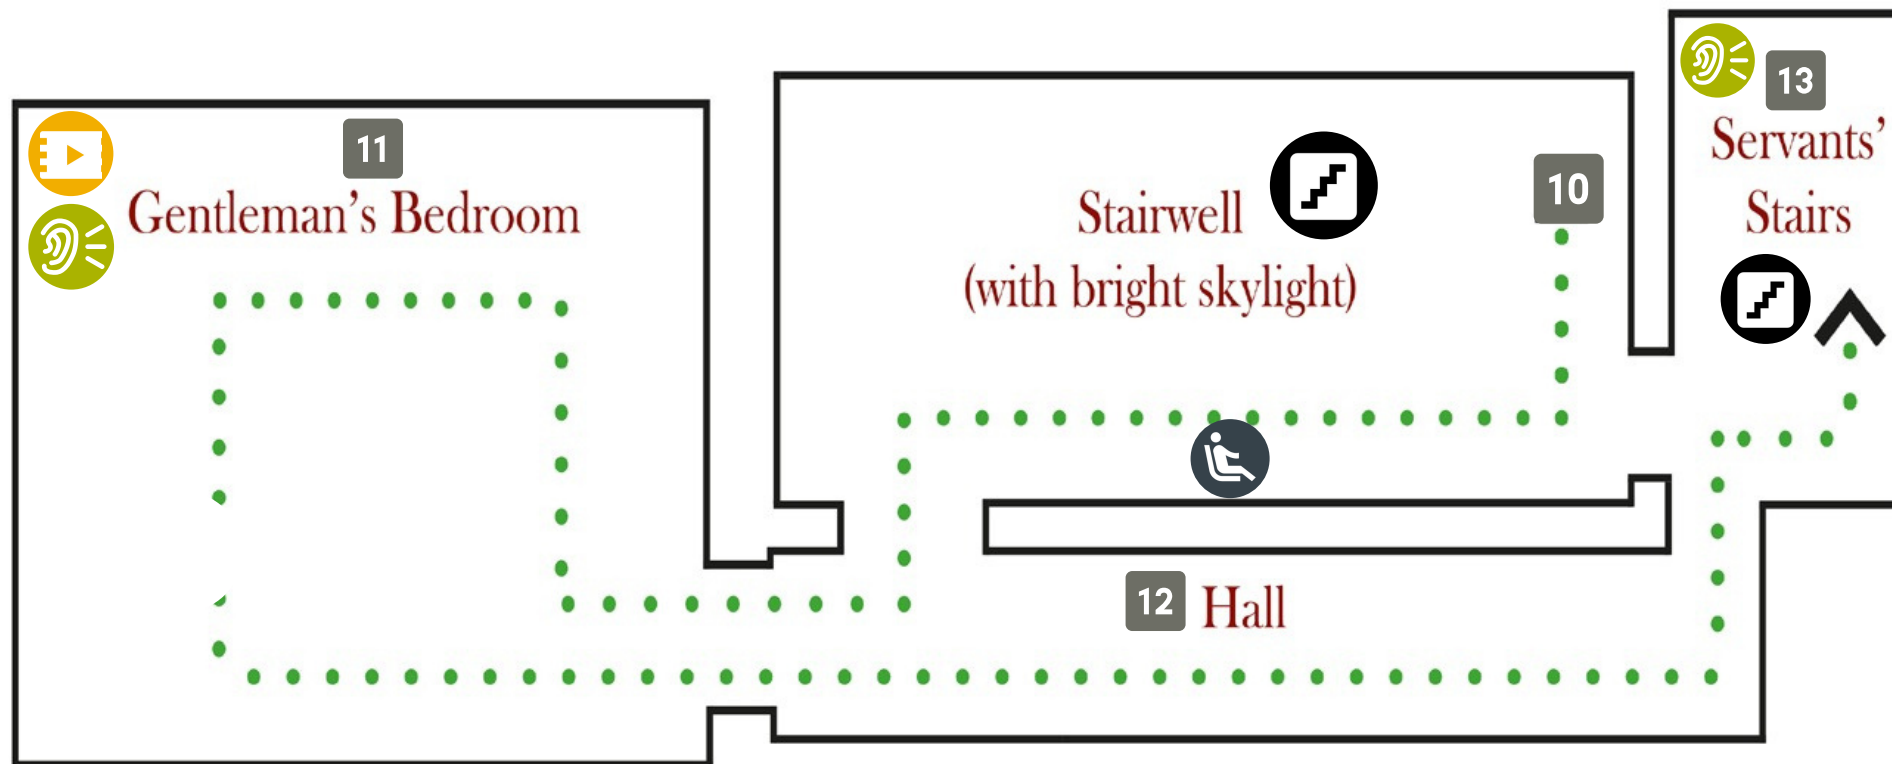 11
Gentleman’s Bedroom
Stairwell
(with bright skylight)
10
12 Hall
13
Servants’
Stairs